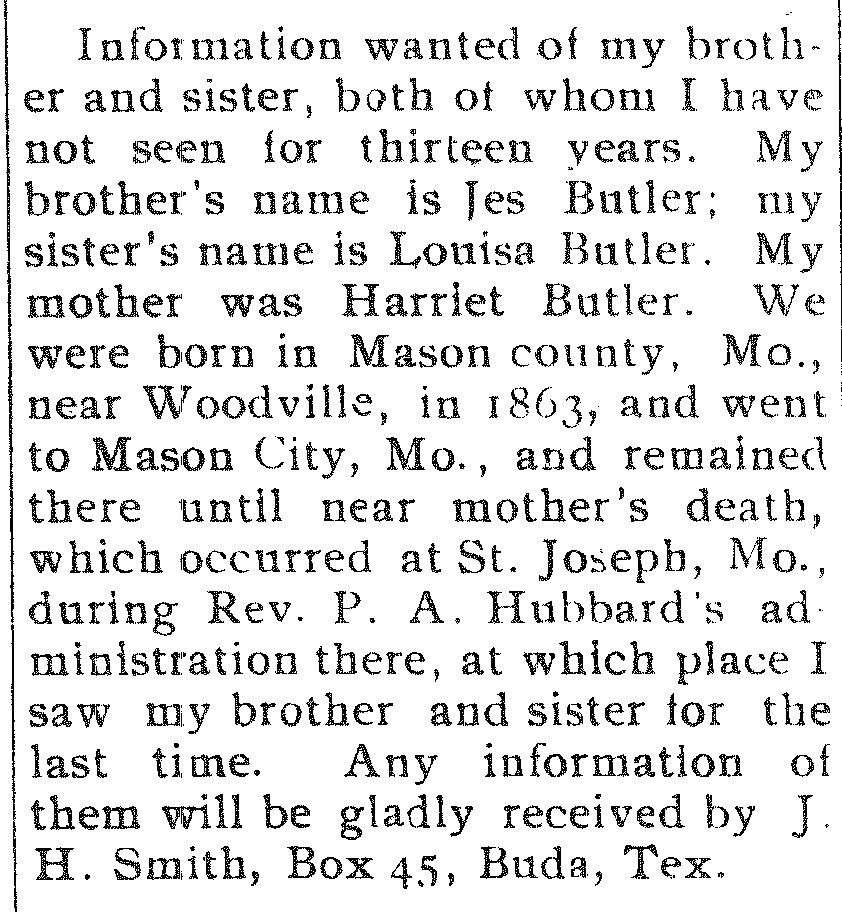 Information wanted of my broth-
er and sister, both of whom I have
not seen for thirteen years. My
brother's name is Jes Butler; my
sister's name is Louisa Butler. My
mother was Harriet Butler. We
were born in Mason county, Mo.,
near Woodville, in 1863, and went
to Mason City, Mo., and remained
there until near mother's death,
which occurred at St. Joseph, Mo.,
during Rev. P. A. Hubbard's ad-
ministration there, at which place I
saw my brother and sister for the
last time. Any information of
them will be gladly received by J.
H. Smith, Box 45, Buda, Tex.